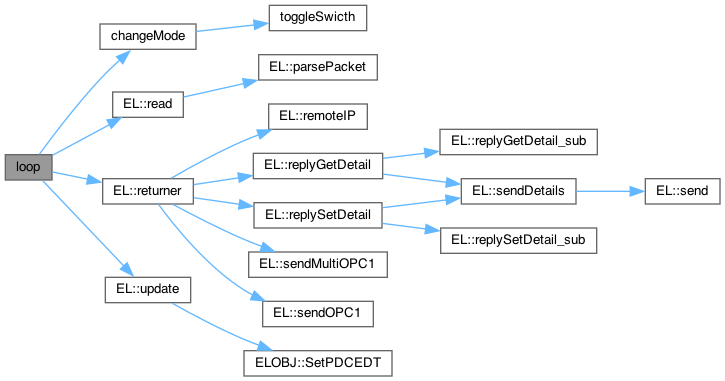 loop
changeMode
toggleSwicth
EL::read
EL::parsePacket
EL::returner
EL::remoteIP
EL::replyGetDetail
EL::replyGetDetail_sub
EL::sendDetails
EL::send
EL::replySetDetail
EL::replySetDetail_sub
EL::sendMultiOPC1
EL::sendOPC1
EL::update
ELOBJ::SetPDCEDT